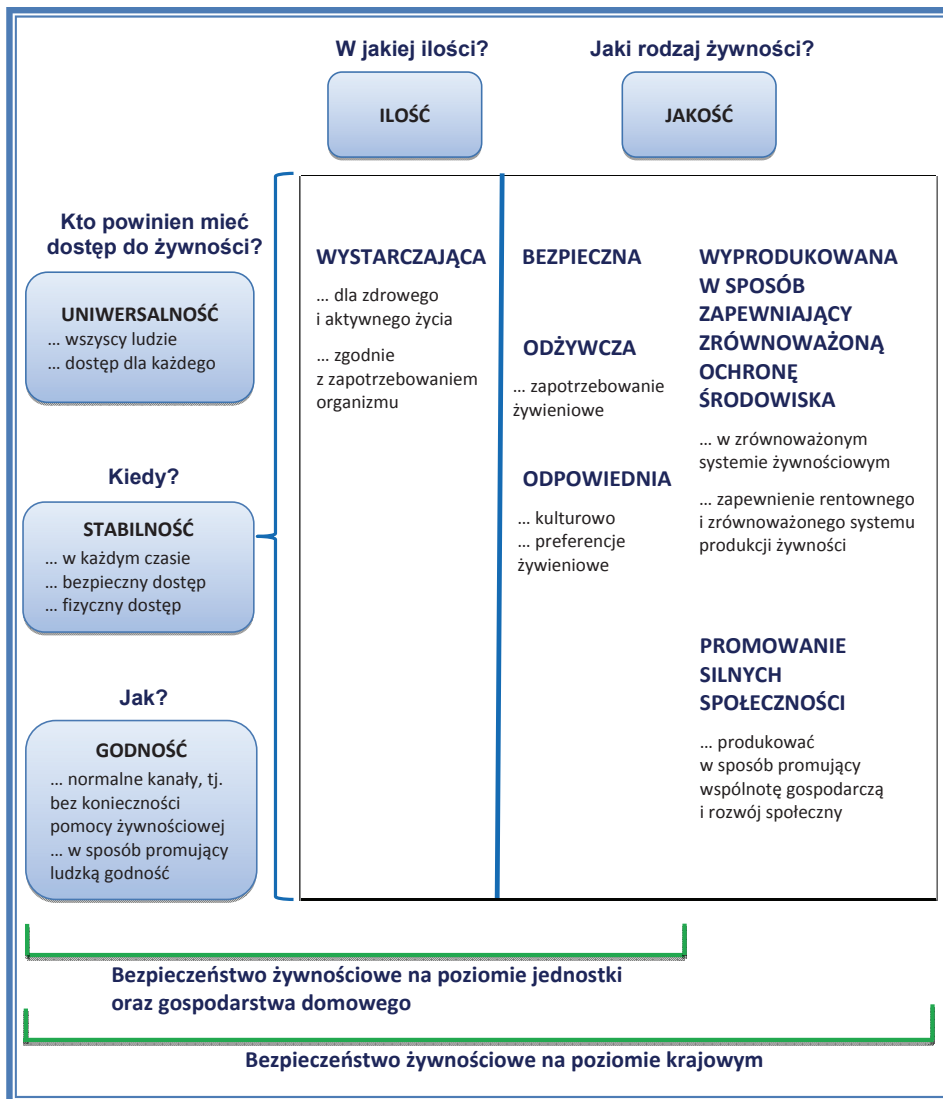 W jakiej ilości?
Jaki rodzaj żywności?
ILOŚĆ
JAKOŚĆ
Kto powinien mieć
dostęp do żywności?
UNIWERSALNOŚĆ
... wszyscy ludzie
... dostęp dla każdego
Kiedy?
STABILNOŚĆ
... w każdym czasie
... bezpieczny dostęp
... fizyczny dostęp
Jak?
GODNOŚĆ
... normalne kanały, tj.
bez konieczności
pomocy żywnościowej
... w sposób promujący
ludzką godność
WYSTARCZAJĄCA
... dla zdrowego
i aktywnego życia
... zgodnie
z zapotrzebowaniem
organizmu
BEZPIECZNA
ODŻYWCZA
... zapotrzebowanie
żywieniowe
ODPOWIEDNIA
... kulturowo
... preferencje
żywieniowe
WYPRODUKOWANA
W SPOSÓB
ZAPEWNIAJĄCY
ZRÓWNOWAŻONĄ
OCHRONĘ
ŚRODOWISKA
... w zrównoważonym
systemie żywnościowym
... zapewnienie rentownego
i zrównoważonego systemu
produkcji żywności
PROMOWANIE
SILNYCH
SPOŁECZNOŚCI
... produkować
w sposób promujący
wspólnotę gospodarczą
i rozwój społeczny
Bezpieczeństwo żywnościowe na poziomie jednostki
oraz gospodarstwa domowego
Bezpieczeństwo żywnościowe na poziomie krajowym